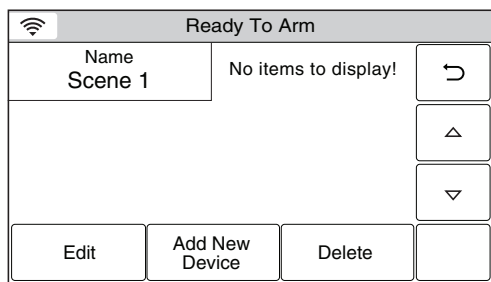 Ready To Arm
Name
Scene 1
No items to display!
Edit
Add New
Device
Delete